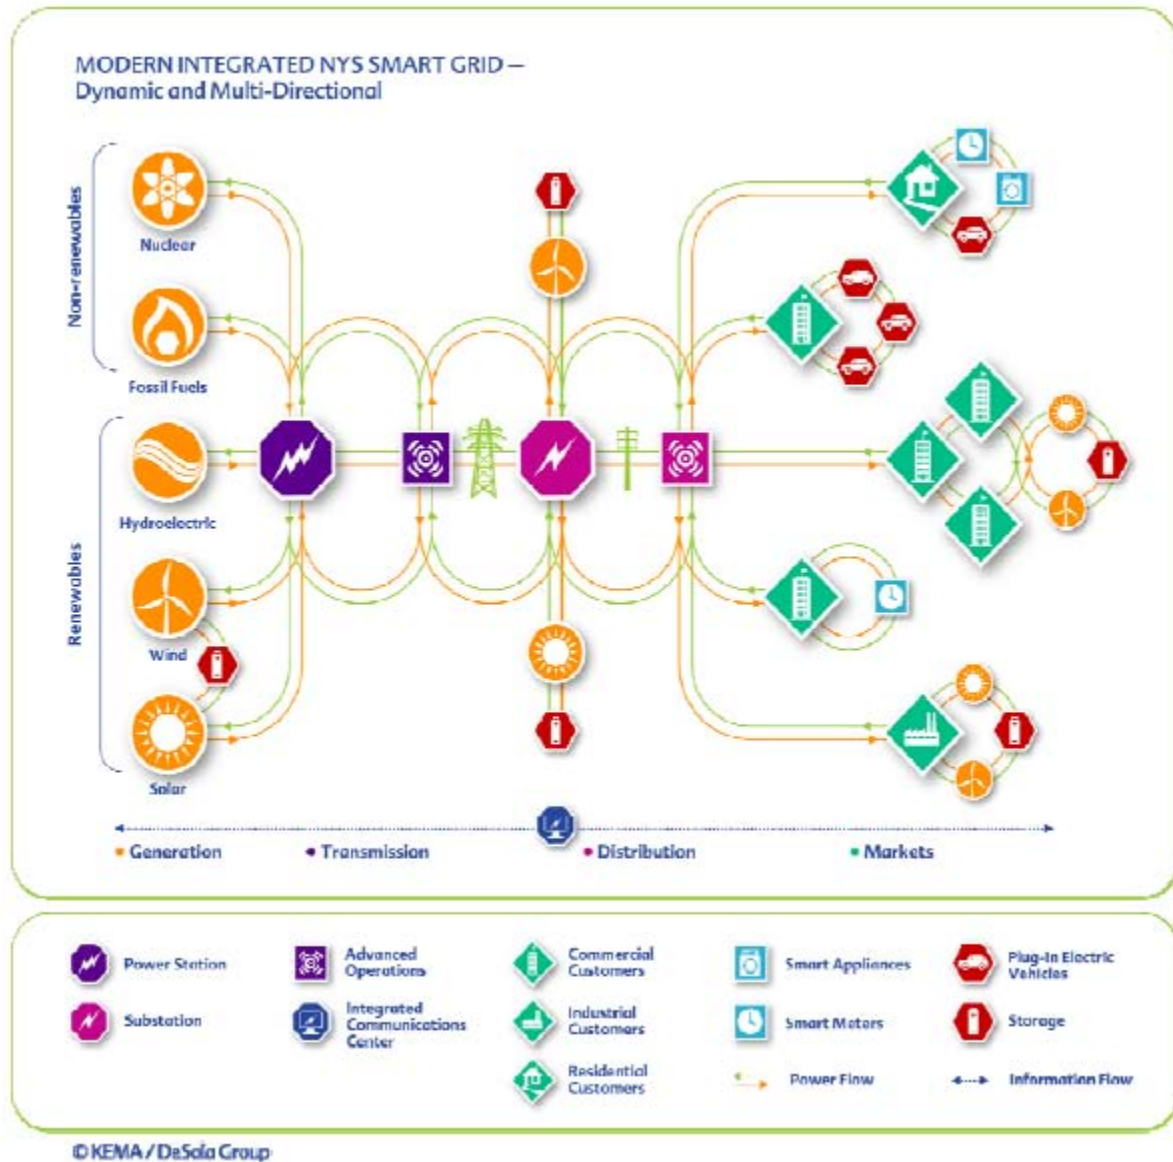 MODERN INTEGRATED NYS SMART GRID —
Dynamic and Multi-Directional
Non-renewables
Nuclear
Fossil Fuels
Renewables
Hydroelectric
Wind
Solar
Generation
Transmission
Distribution
Markets
Power Station
Advanced
Operations
Commercial
Customers
Smart Appliances
Plug-In Electric
Vehicles
Substation
Integrated
Communications
Center
Industrial
Customers
Smart Meters
Storage
Residential
Customers
Power Flow
Information Flow
© KEMA / DeSola Group